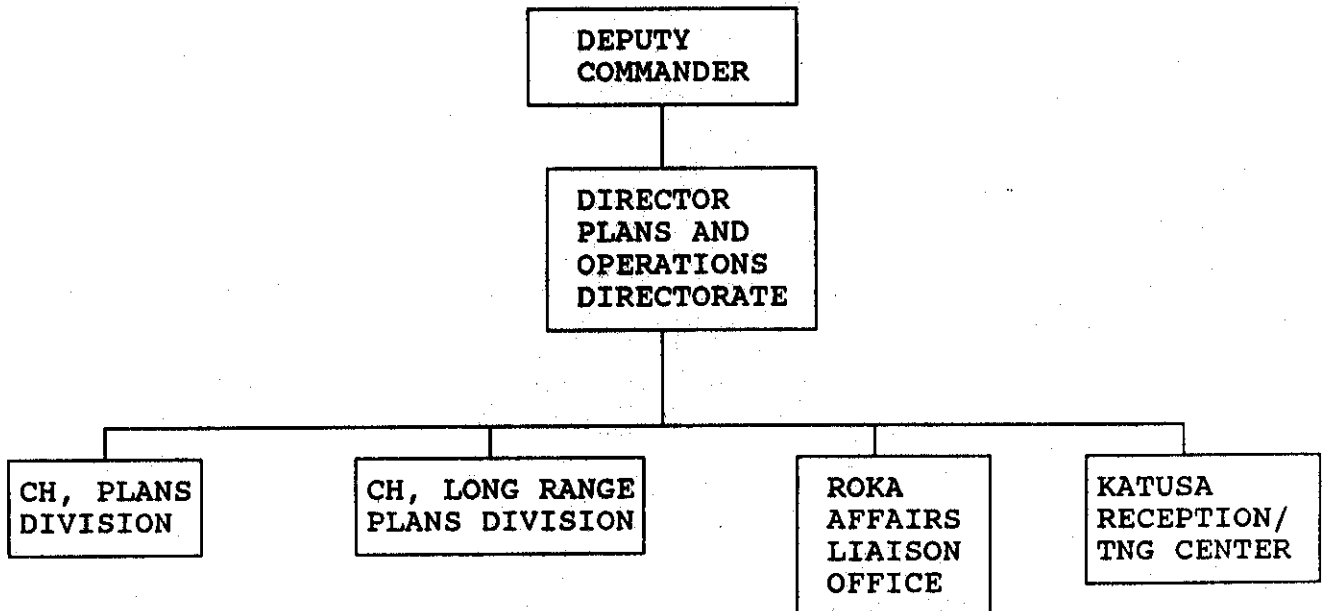 DEPUTY
COMMANDER
DIRECTOR
PLANS AND
OPERATIONS
DIRECTORATE
CH, PLANS
DIVISION
CH, LONG RANGE
PLANS DIVISION
ROKA
AFFAIRS
LIAISON
OFFICE
KATUSA
RECEPTION/
TNG CENTER